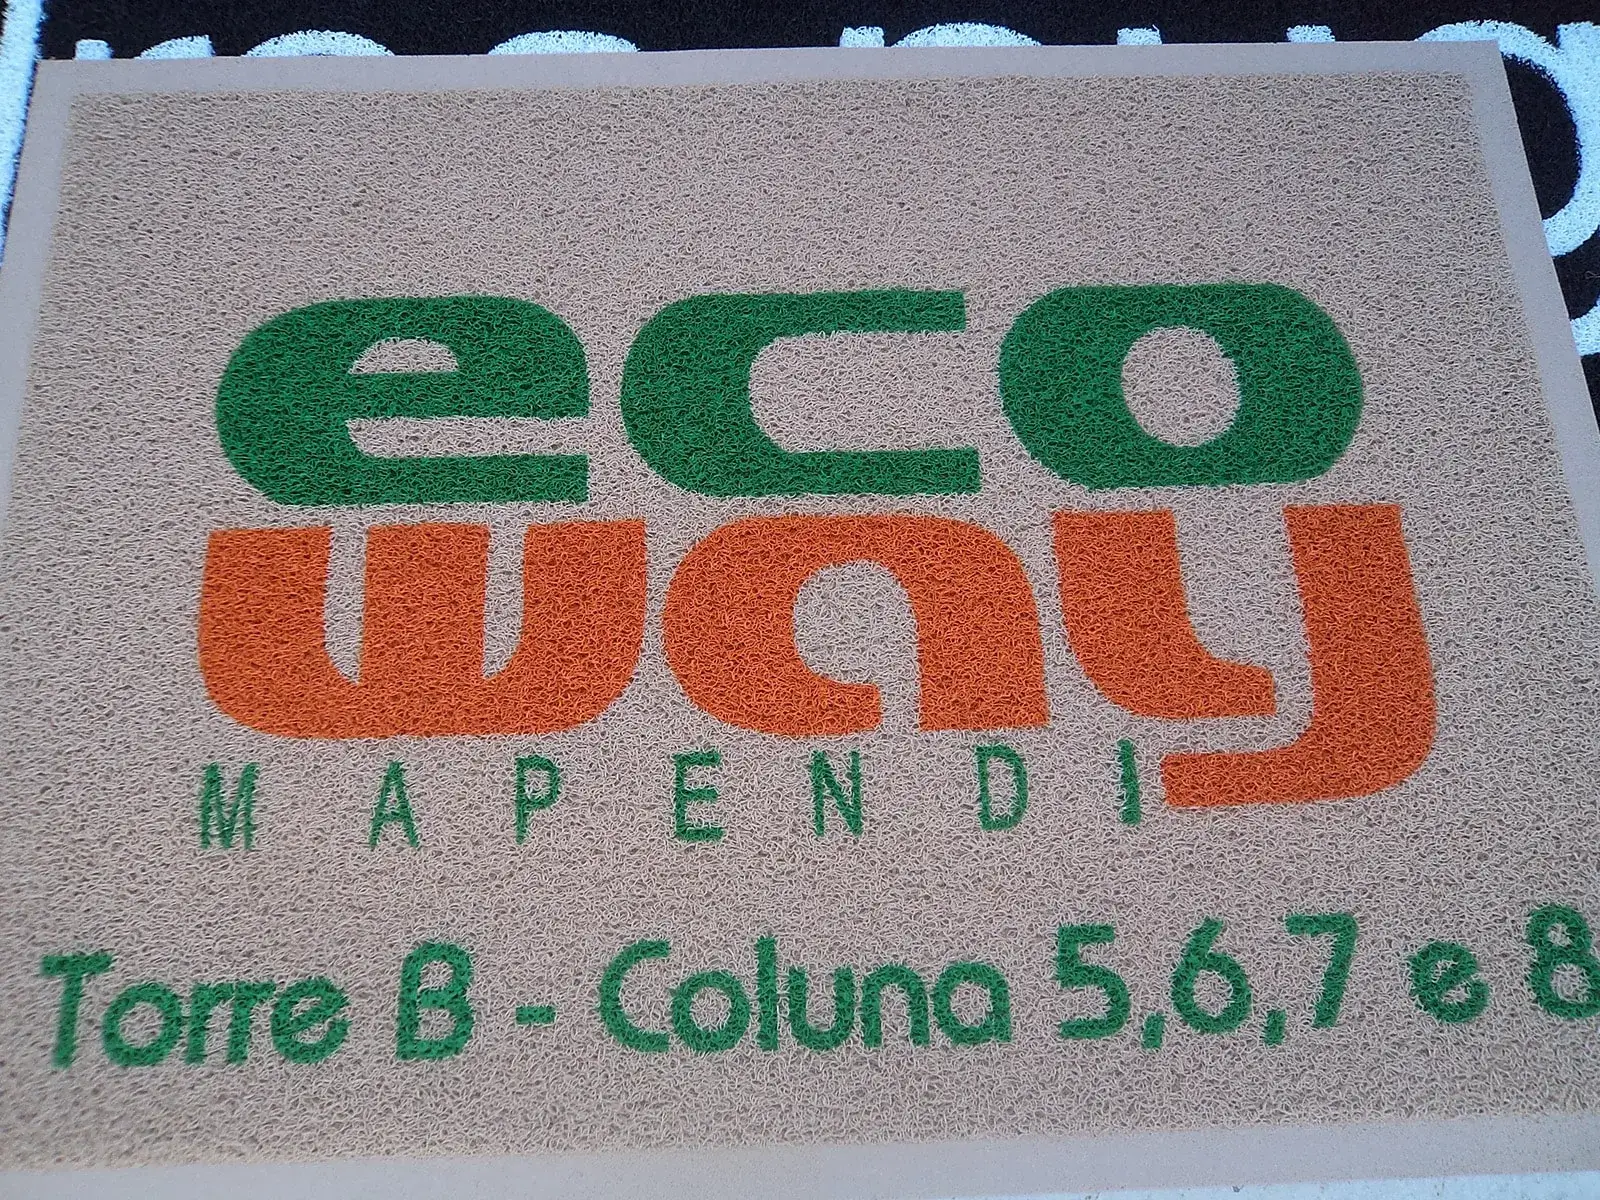 eco
way
MAPENDI
Torre B - Coluna 5,6,7 e 8